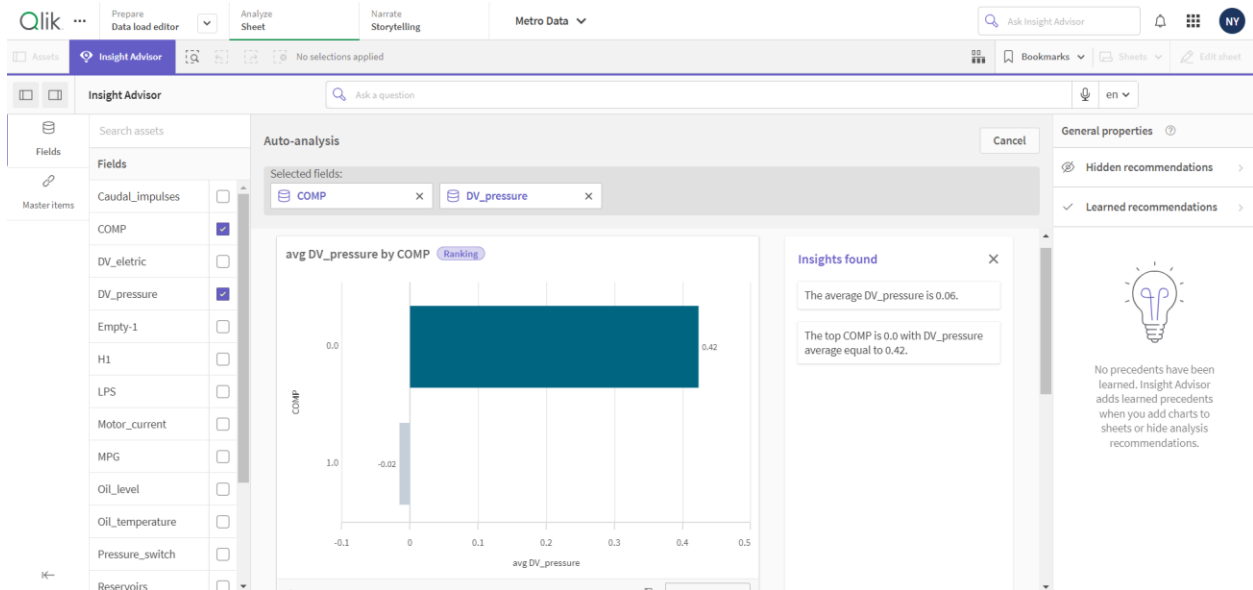 Qlik
Prepare
Data load editor
Analyze
Sheet
Narrate
Storytelling
Metro Data
Ask Insight Advisor
NY
Assets
Insight Advisor
No selections applied
Bookmarks
Sheets
Edit sheet
Insight Advisor
Ask a question
en
Fields
Master items
Search assets
Fields
Caudal_impulses
COMP
DV_eletric
DV_pressure
Empty-1
H1
LPS
Motor_current
MPG
Oil_level
Oil_temperature
Pressure_switch
Reservoirs
Auto-analysis
Cancel
Selected fields:
COMP
DV_pressure
avg DV_pressure by COMP
Ranking
COMP
0.0
0.42
1.0
-0.02
-0.1
0
0.1
0.2
0.3
0.4
0.5
avg DV_pressure
Insights found
The average DV_pressure is 0.06.
The top COMP is 0.0 with DV_pressure
average equal to 0.42.
General properties
Hidden recommendations
Learned recommendations
No precedents have been
learned. Insight Advisor
adds learned precedents
when you add charts to
sheets or hide analysis
recommendations.